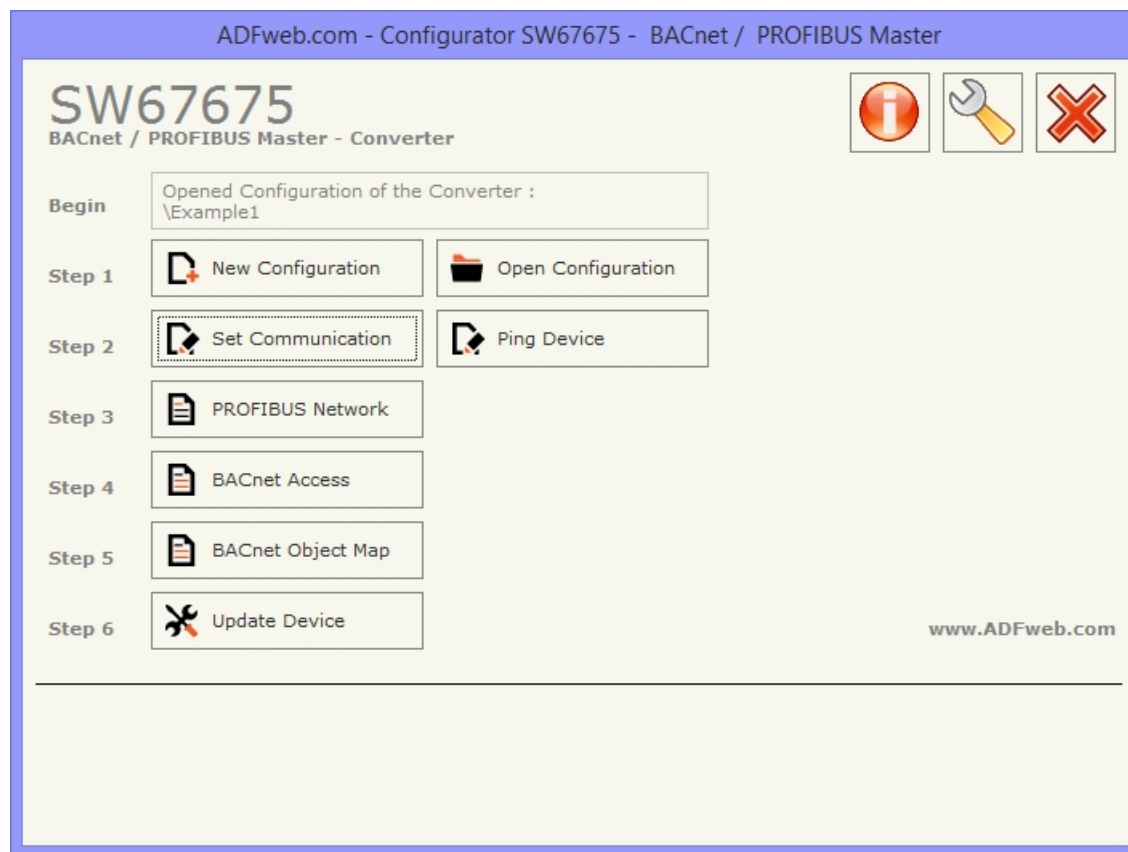 ADFweb.com - Configurator SW67675 - BACnet / PROFIBUS Master
SW67675
BACnet / PROFIBUS Master - Converter
Begin
Opened Configuration of the Converter :
\Example1
Step 1
New Configuration
Open Configuration
Step 2
Set Communication
Ping Device
Step 3
PROFIBUS Network
Step 4
BACnet Access
Step 5
BACnet Object Map
Step 6
Update Device
www.ADFweb.com